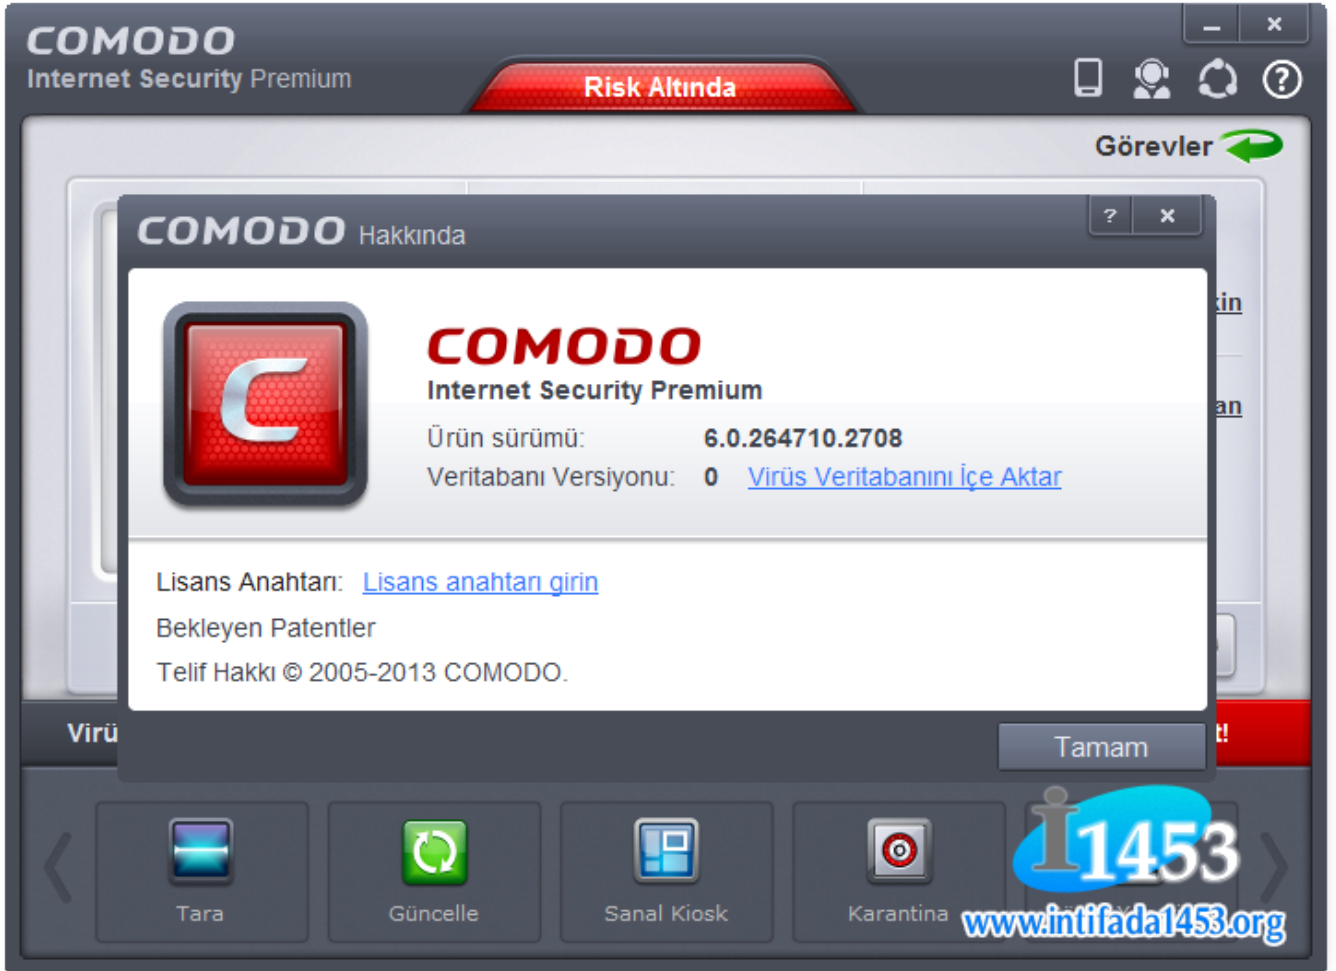 COMODO
Internet Security Premium
Risk Altında
Görevler
COMODO Hakkında
COMODO
Internet Security Premium
Ürün sürümü: 6.0.264710.2708
Veritabanı Versiyonu: 0 Virüs Veritabanını İçe Aktar
Lisans Anahtarı: Lisans anahtarı girin
Bekleyen Patentler
Telif Hakkı © 2005-2013 COMODO.
Tamam
Tara
Güncelle
Sanal Kiosk
Karantina
i1453
www.intifada1453.org